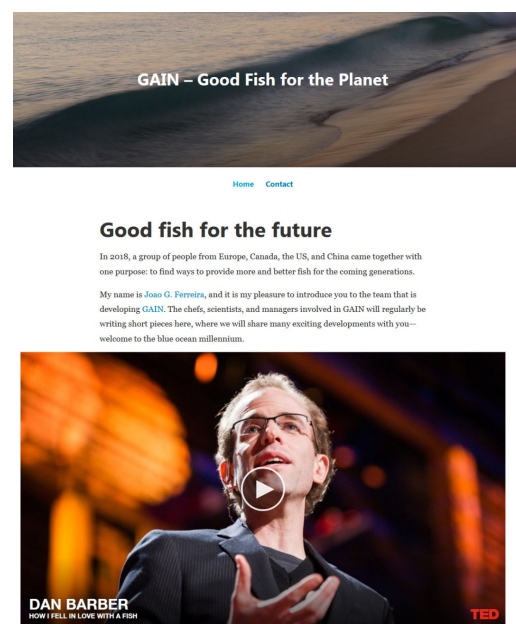 GAIN – Good Fish for the Planet
Home Contact
Good fish for the future
In 2018, a group of people from Europe, Canada, the US, and China came together with
one purpose: to find ways to provide more and better fish for the coming generations.
My name is Joao G. Ferreira, and it is my pleasure to introduce you to the team that is
developing GAIN. The chefs, scientists, and managers involved in GAIN will regularly be
writing short pieces here, where we will share many exciting developments with you—
welcome to the blue ocean millennium.
DAN BARBER
HOW I FELL IN LOVE WITH A FISH
TED